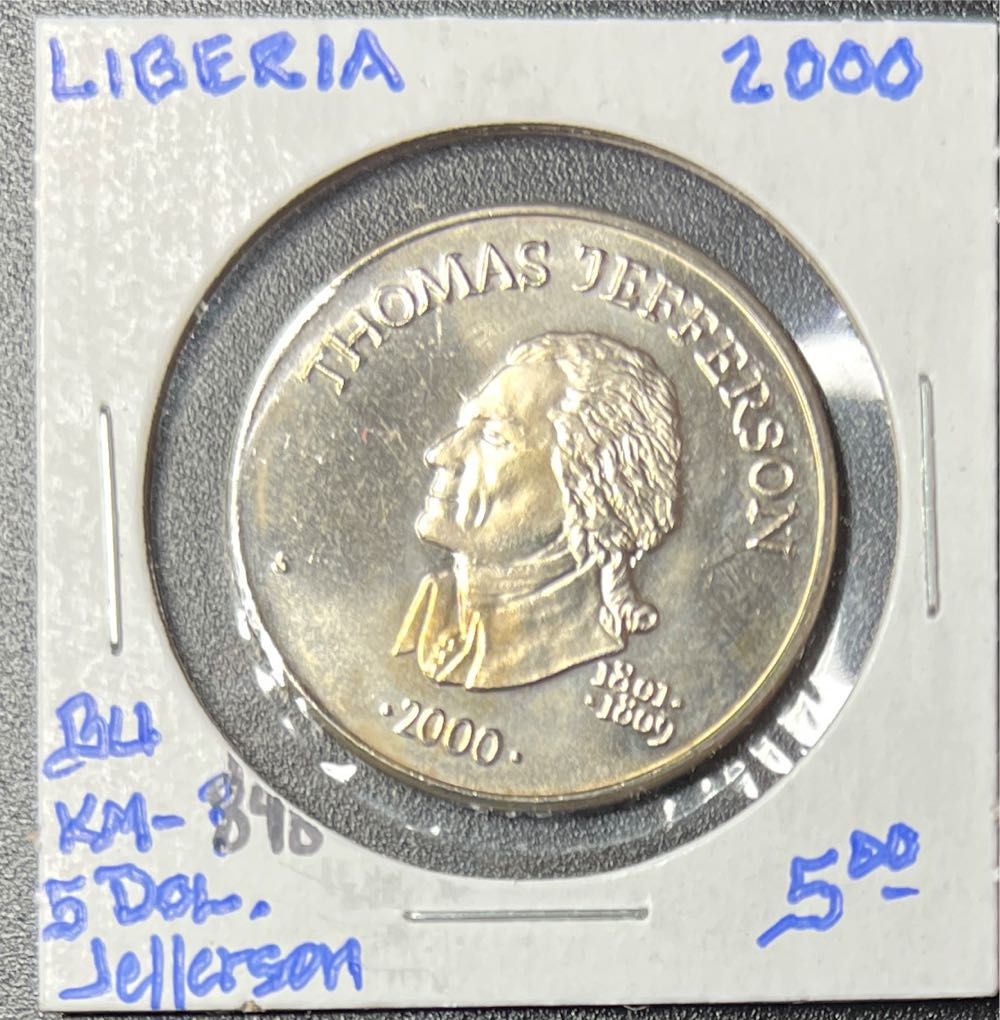 LIBERIA 2000
THOMAS JEFFERSON
1801·
·1809
·2000·
BU
KM-
5 DOL.
Jefferson
5.00